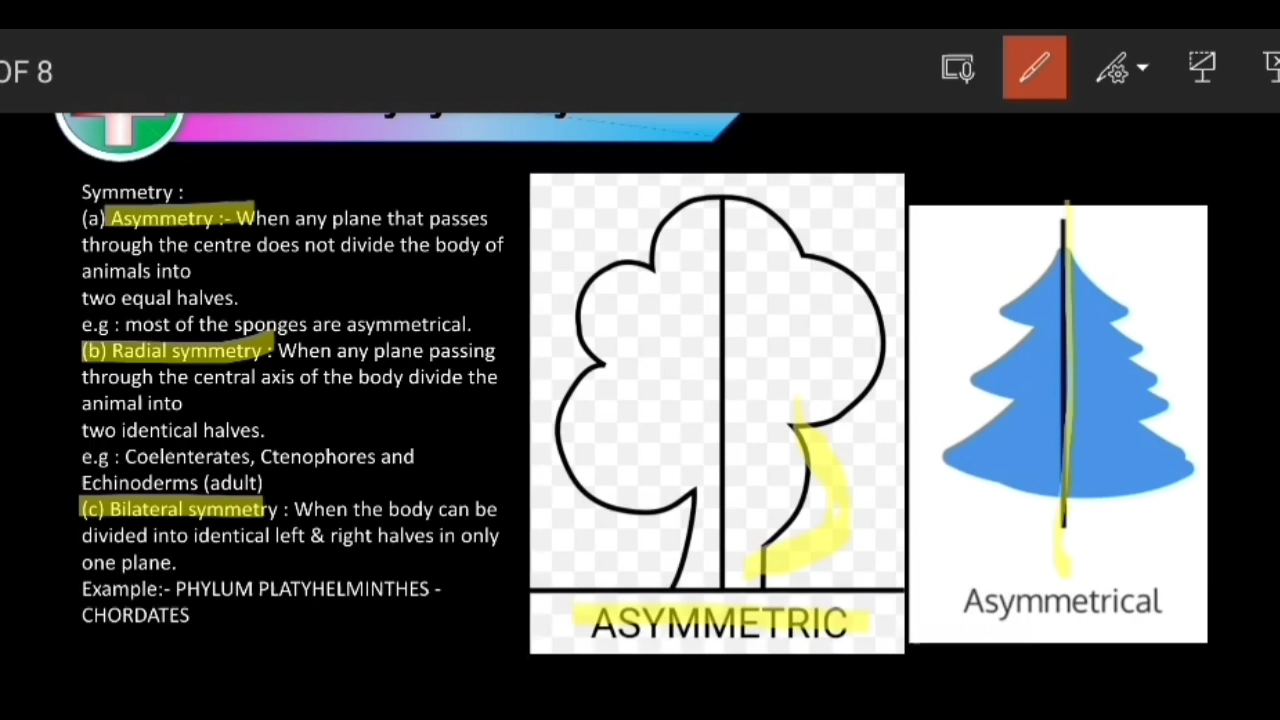 OF 8
Symmetry :
(a) Asymmetry :- When any plane that passes
through the centre does not divide the body of
animals into
two equal halves.
e.g : most of the sponges are asymmetrical.
(b) Radial symmetry : When any plane passing
through the central axis of the body divide the
animal into
two identical halves.
e.g : Coelenterates, Ctenophores and
Echinoderms (adult)
(c) Bilateral symmetry : When the body can be
divided into identical left & right halves in only
one plane.
Example:- PHYLUM PLATYHELMINTHES -
CHORDATES
ASYMMETRIC
Asymmetrical